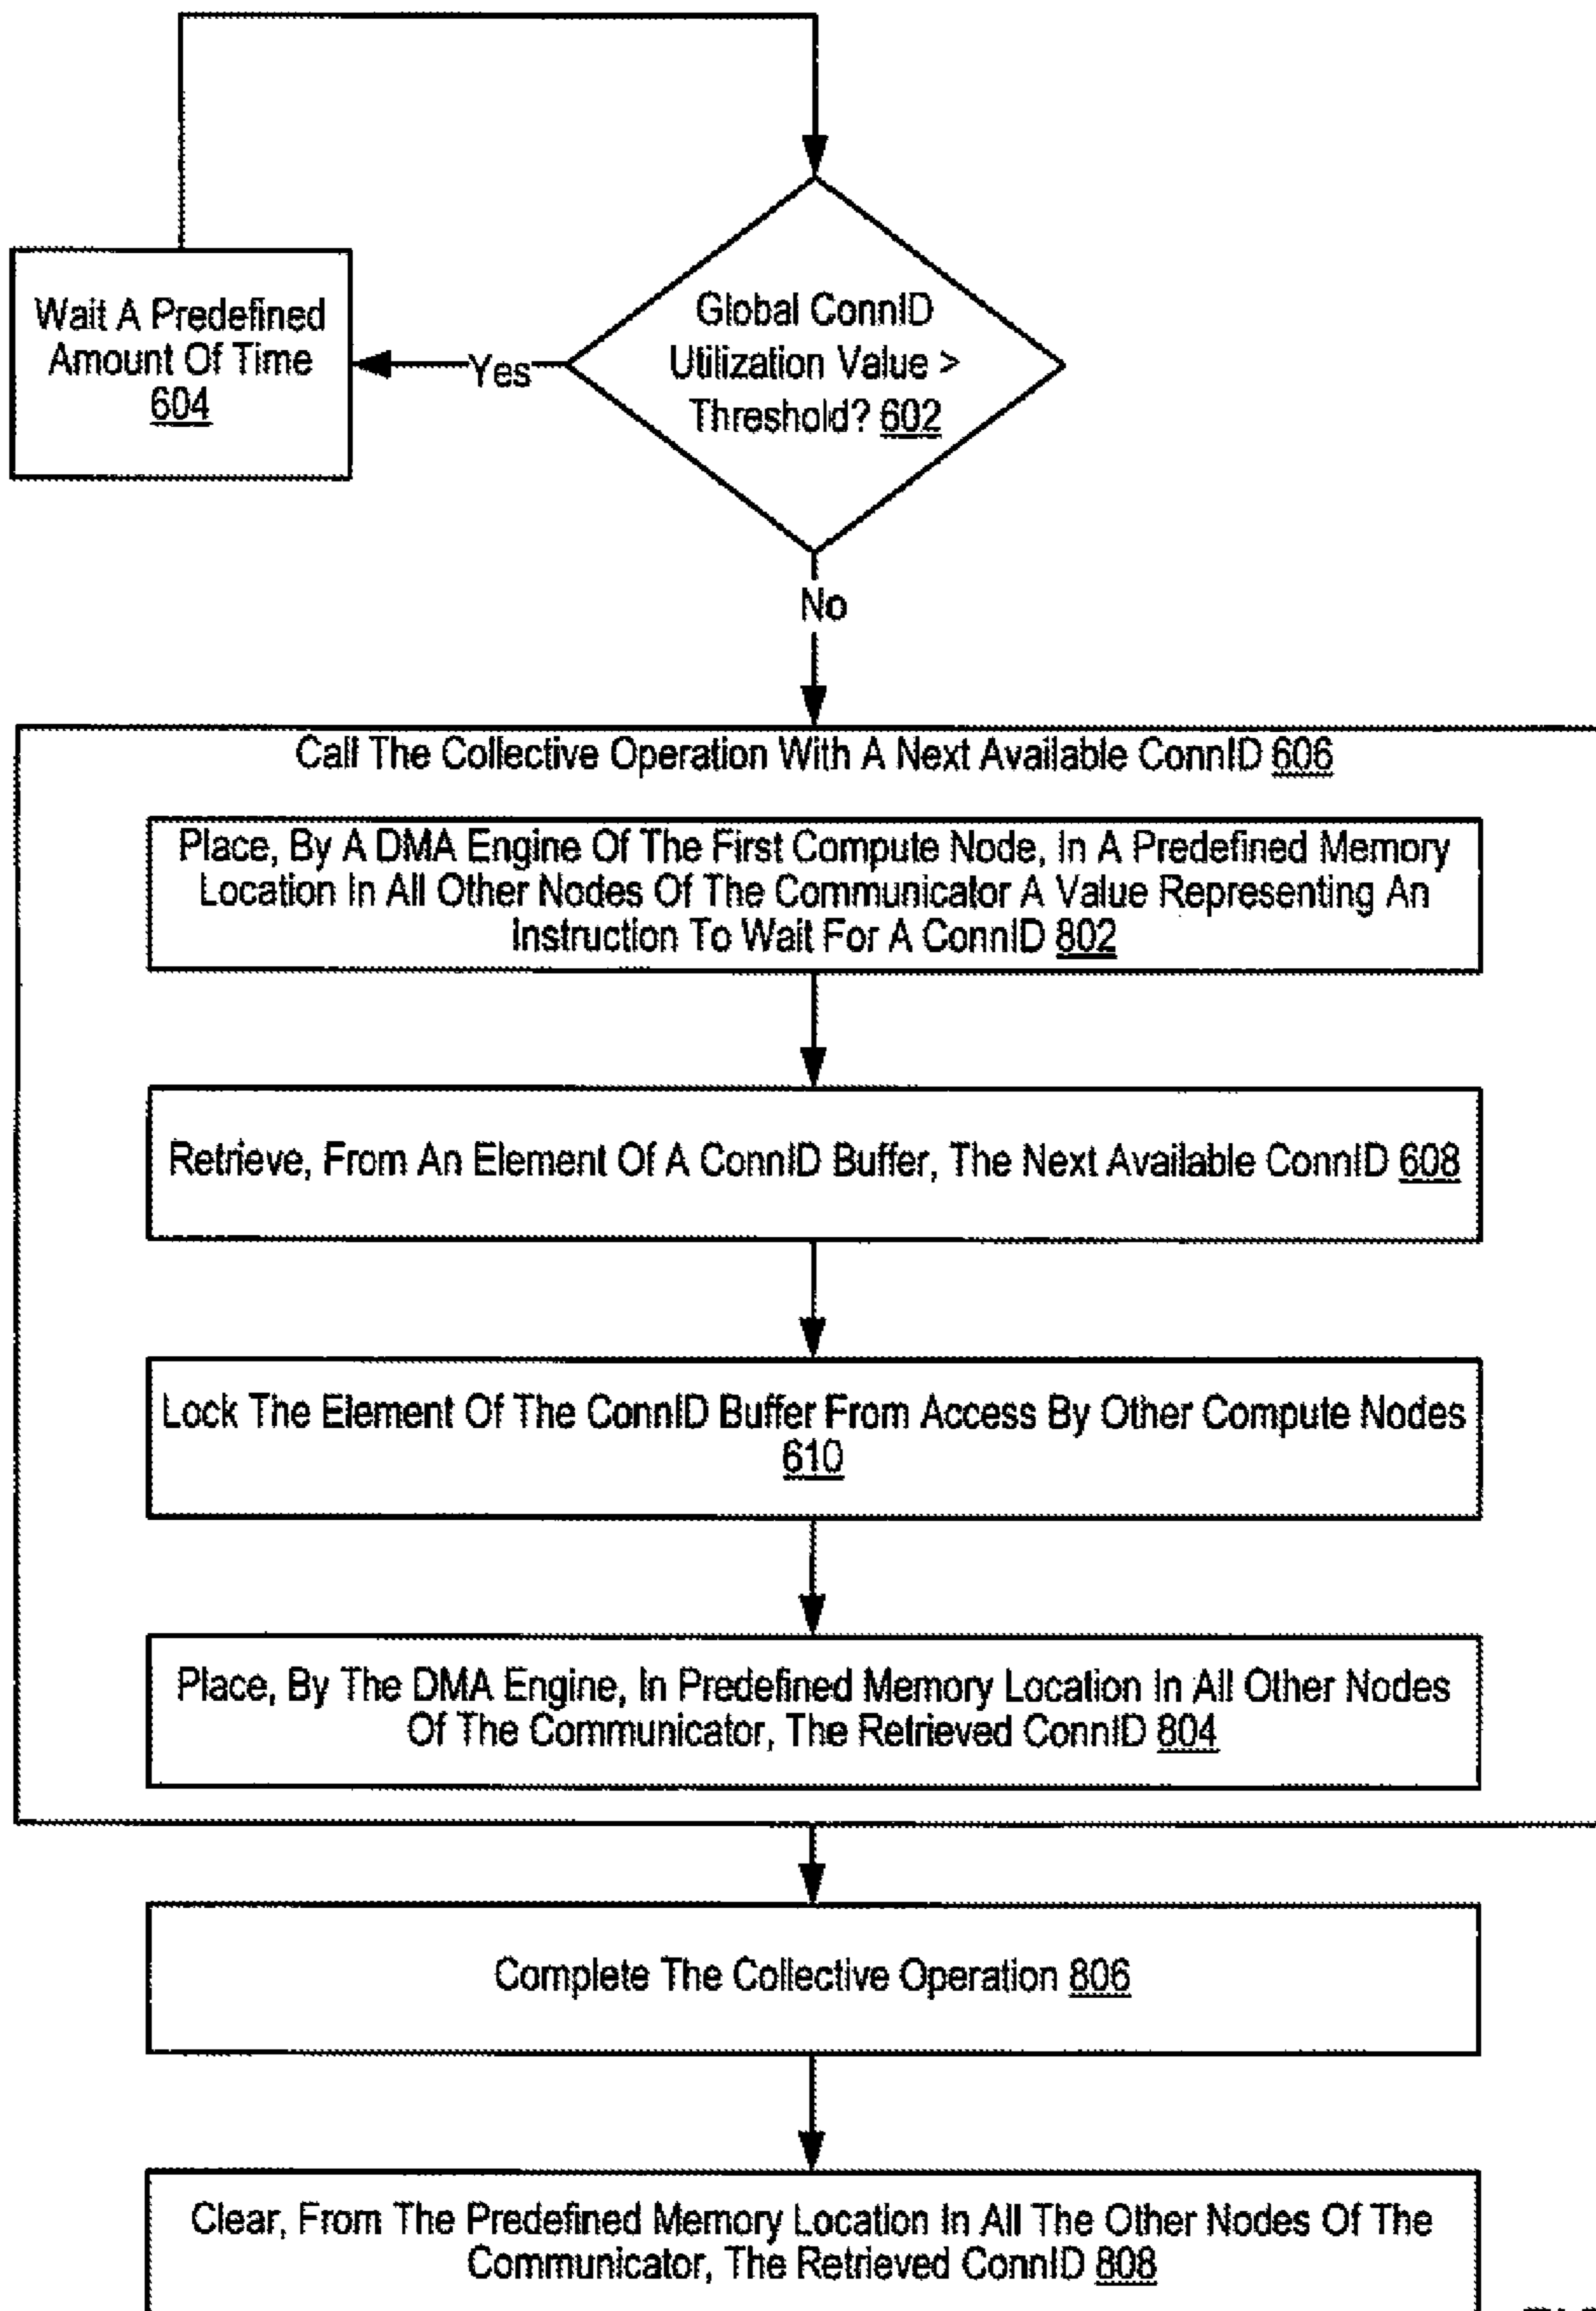 Wait A Predefined
Amount Of Time
604
Yes
Global ConnID
Utilization Value >
Threshold? 602
No
Call The Collective Operation With A Next Available ConnID 606
Place, By A DMA Engine Of The First Compute Node, In A Predefined Memory
Location In All Other Nodes Of The Communicator A Value Representing An
Instruction To Wait For A ConnID 802
Retrieve, From An Element Of A ConnID Buffer, The Next Available ConnID 608
Lock The Element Of The ConnID Buffer From Access By Other Compute Nodes
610
Place, By The DMA Engine, In Predefined Memory Location In All Other Nodes
Of The Communicator, The Retrieved ConnID 804
Complete The Collective Operation 806
Clear, From The Predefined Memory Location In All The Other Nodes Of The
Communicator, The Retrieved ConnID 808